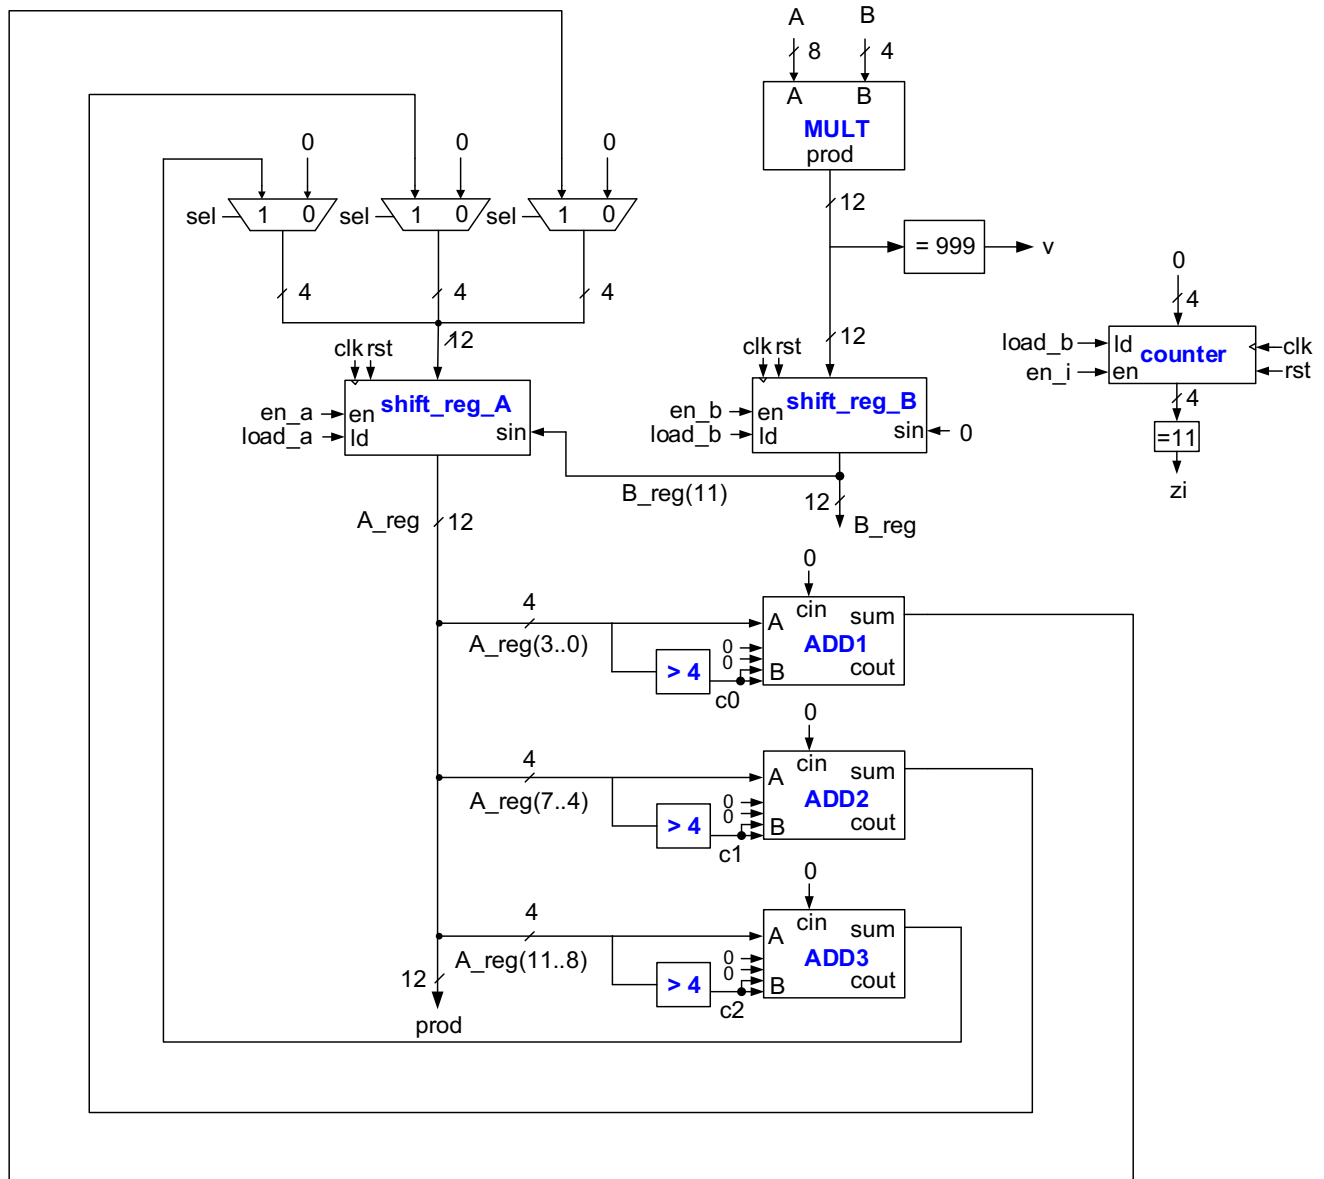 A B
8 4
A B
MULT
prod
12
= 999 v
0 0 0
sel 1 0 sel 1 0 sel 1 0
4 4 4
12
clk rst
shift_reg_A
en_a en
load_a ld
sin
12
clk rst
shift_reg_B
en_b en
load_b ld
sin 0
B_reg(11)
12
B_reg
0
4
load_b ld counter clk
en_i en rst
4
=11
zi
A_reg 12
0
4
A_reg(3..0)
cin sum
A
ADD1
0
0
> 4
B cout
c0
0
4
A_reg(7..4)
cin sum
A
ADD2
0
0
> 4
B cout
c1
0
4
A_reg(11..8)
cin sum
A
ADD3
0
0
> 4
B cout
c2
12
prod